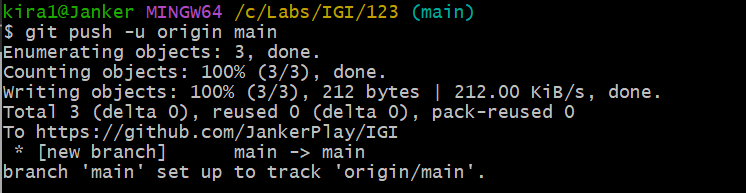 kira1@Janker MINGW64 /c/Labs/IGI/123 (main)
$ git push -u origin main
Enumerating objects: 3, done.
Counting objects: 100% (3/3), done.
Writing objects: 100% (3/3), 212 bytes | 212.00 KiB/s, done.
Total 3 (delta 0), reused 0 (delta 0), pack-reused 0
To https://github.com/JankerPlay/IGI
 * [new branch]      main -> main
branch 'main' set up to track 'origin/main'.